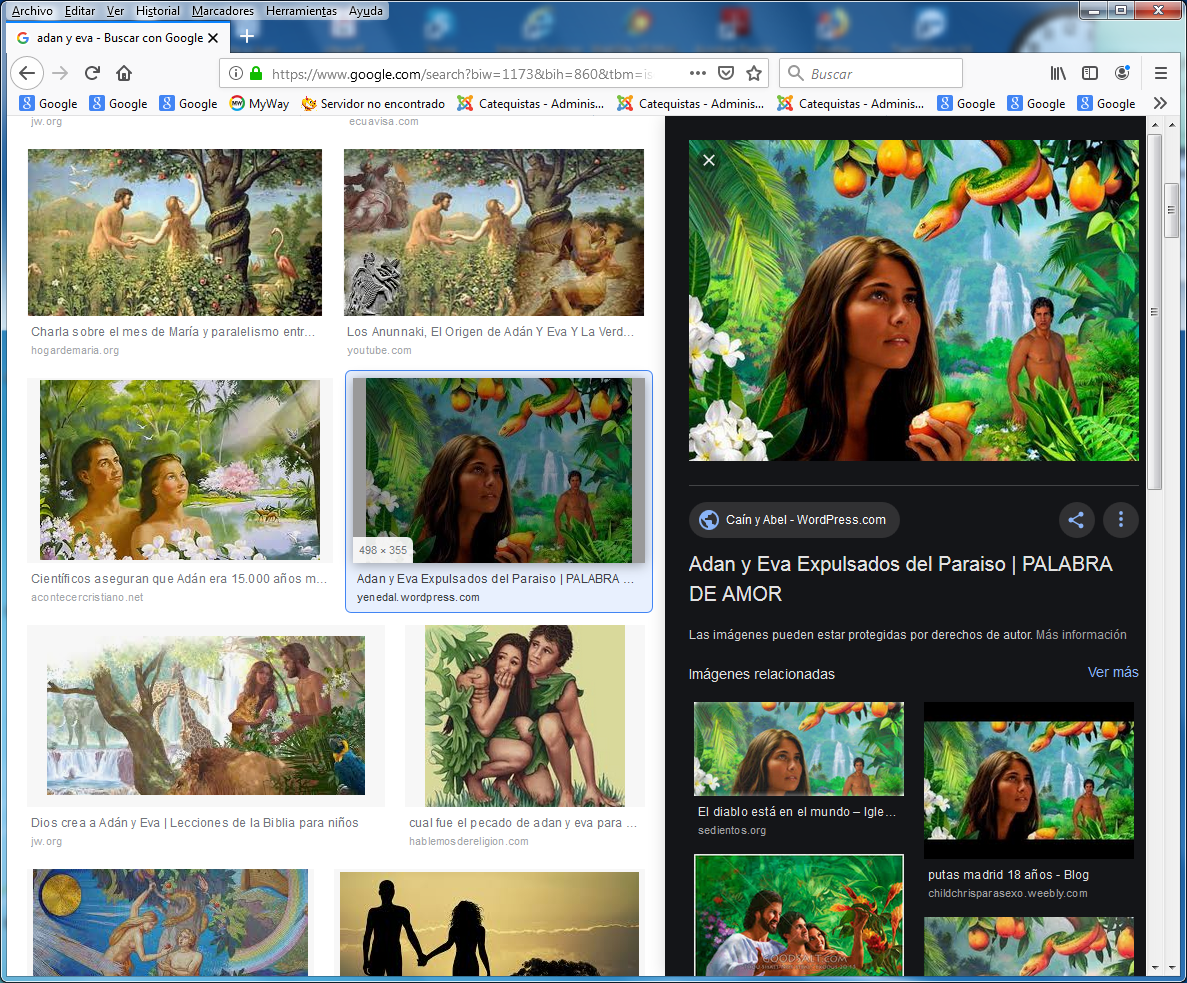 Archivo Editar Ver Historial Marcadores Herramientas Ayuda
adan y eva - Buscar con Google
https://www.google.com/search?biw=1173&bih=860&tbm=is
Buscar
Google Google Google MyWay Servidor no encontrado Catequistas - Adminis... Catequistas - Adminis... Catequistas - Adminis... Google Google Google
jw.org
ecuavisa.com
Charla sobre el mes de María y paralelismo entr...
hogardemaria.org
Los Anunnaki, El Origen de Adán Y Eva Y La Verd...
youtube.com
Científicos aseguran que Adán era 15.000 años m...
acontecercristiano.net
498 × 355
Adan y Eva Expulsados del Paraiso | PALABRA ...
yenedal.wordpress.com
Dios crea a Adán y Eva | Lecciones de la Biblia para niños
jw.org
cual fue el pecado de adan y eva para ...
hablemosdereligion.com
Caín y Abel - WordPress.com
Adan y Eva Expulsados del Paraiso | PALABRA
DE AMOR
Las imágenes pueden estar protegidas por derechos de autor. Más información
Imágenes relacionadas
Ver más
El diablo está en el mundo – Igle...
sedientos.org
putas madrid 18 años - Blog
childchrisparasexo.weebly.com
GOODSALT.COM